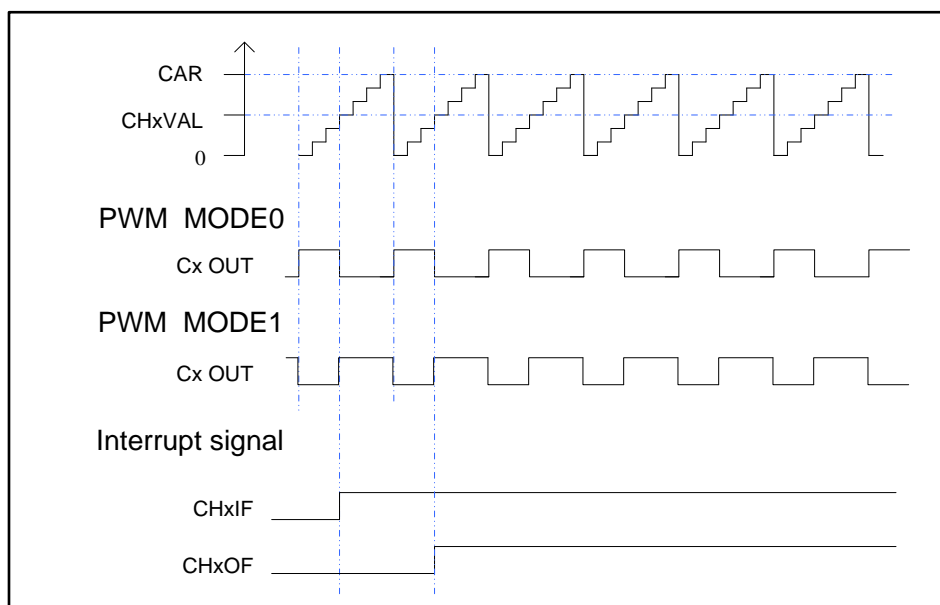 CAR
CHxVAL
0
PWM MODE0
Cx OUT
PWM MODE1
Cx OUT
Interrupt signal
CHxIF
CHxOF